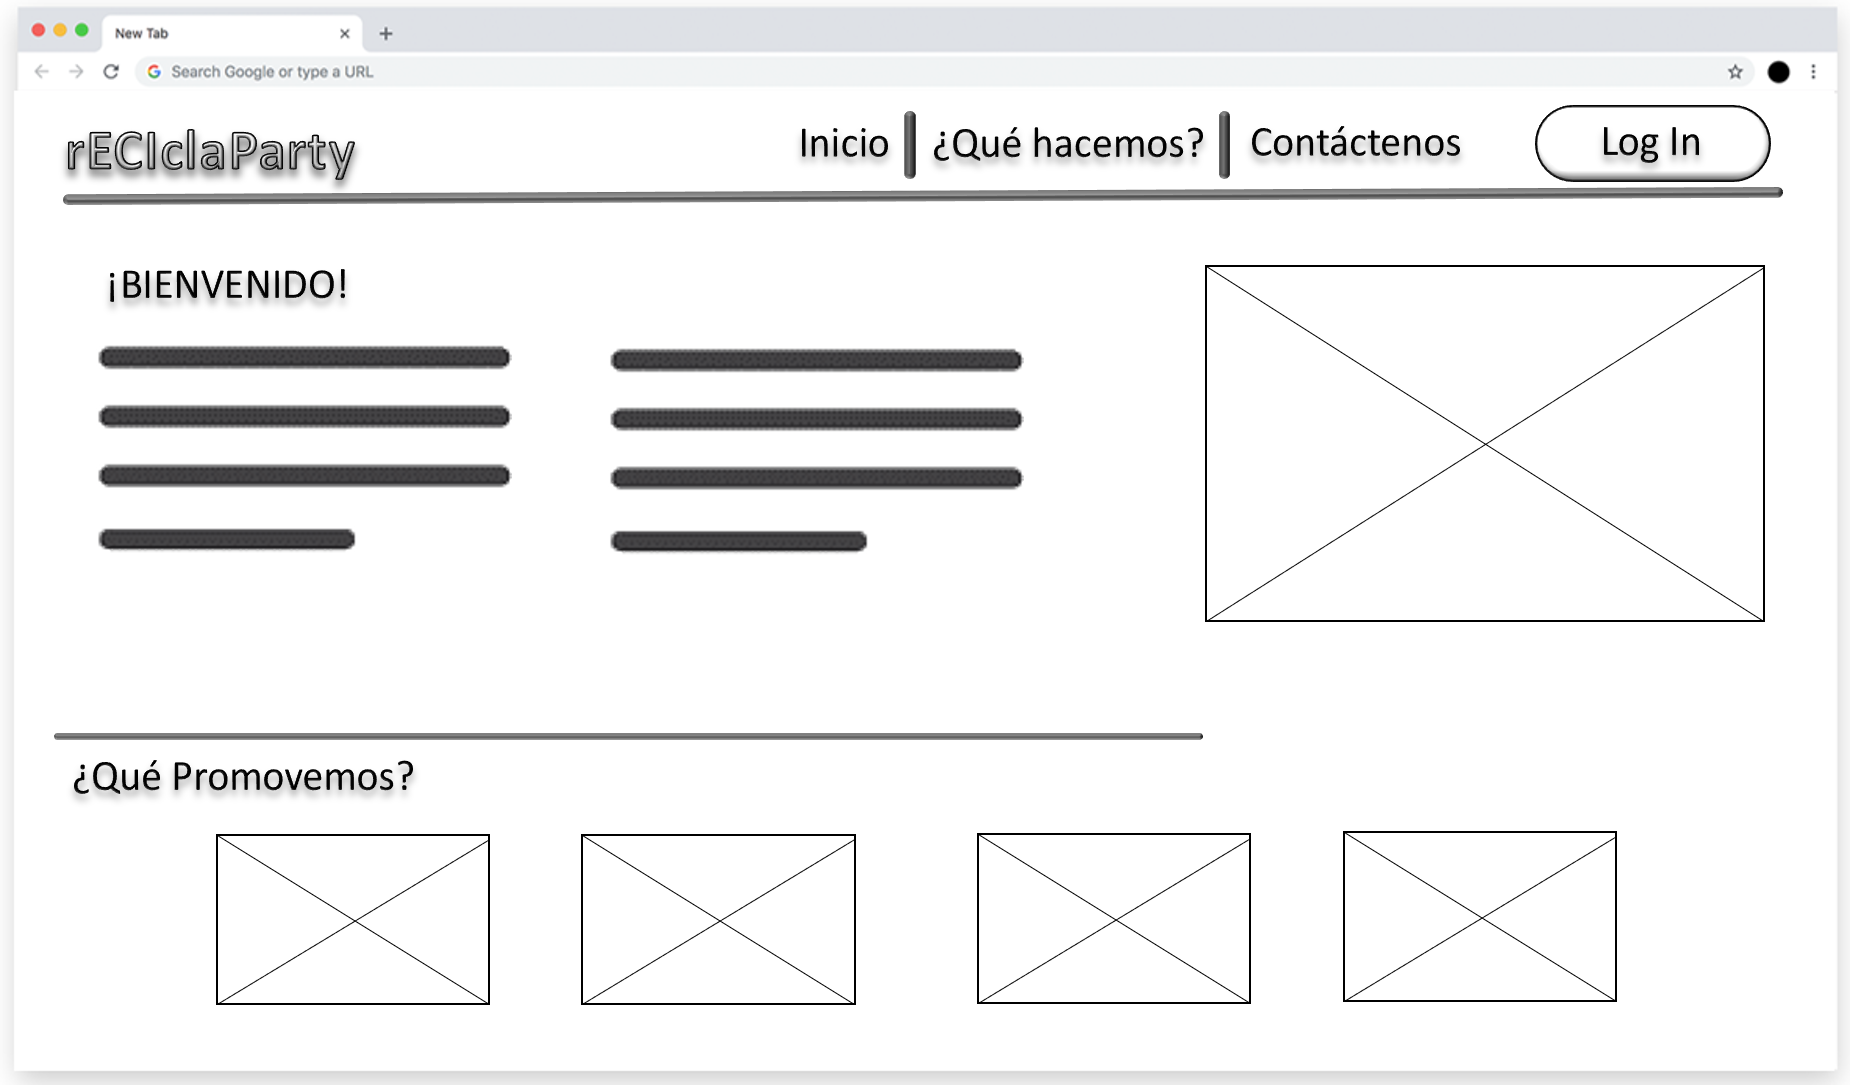 New Tab
Search Google or type a URL
rECIclaParty
Inicio ¿Qué hacemos? Contáctenos Log In
¡BIENVENIDO!
¿Qué Promovemos?